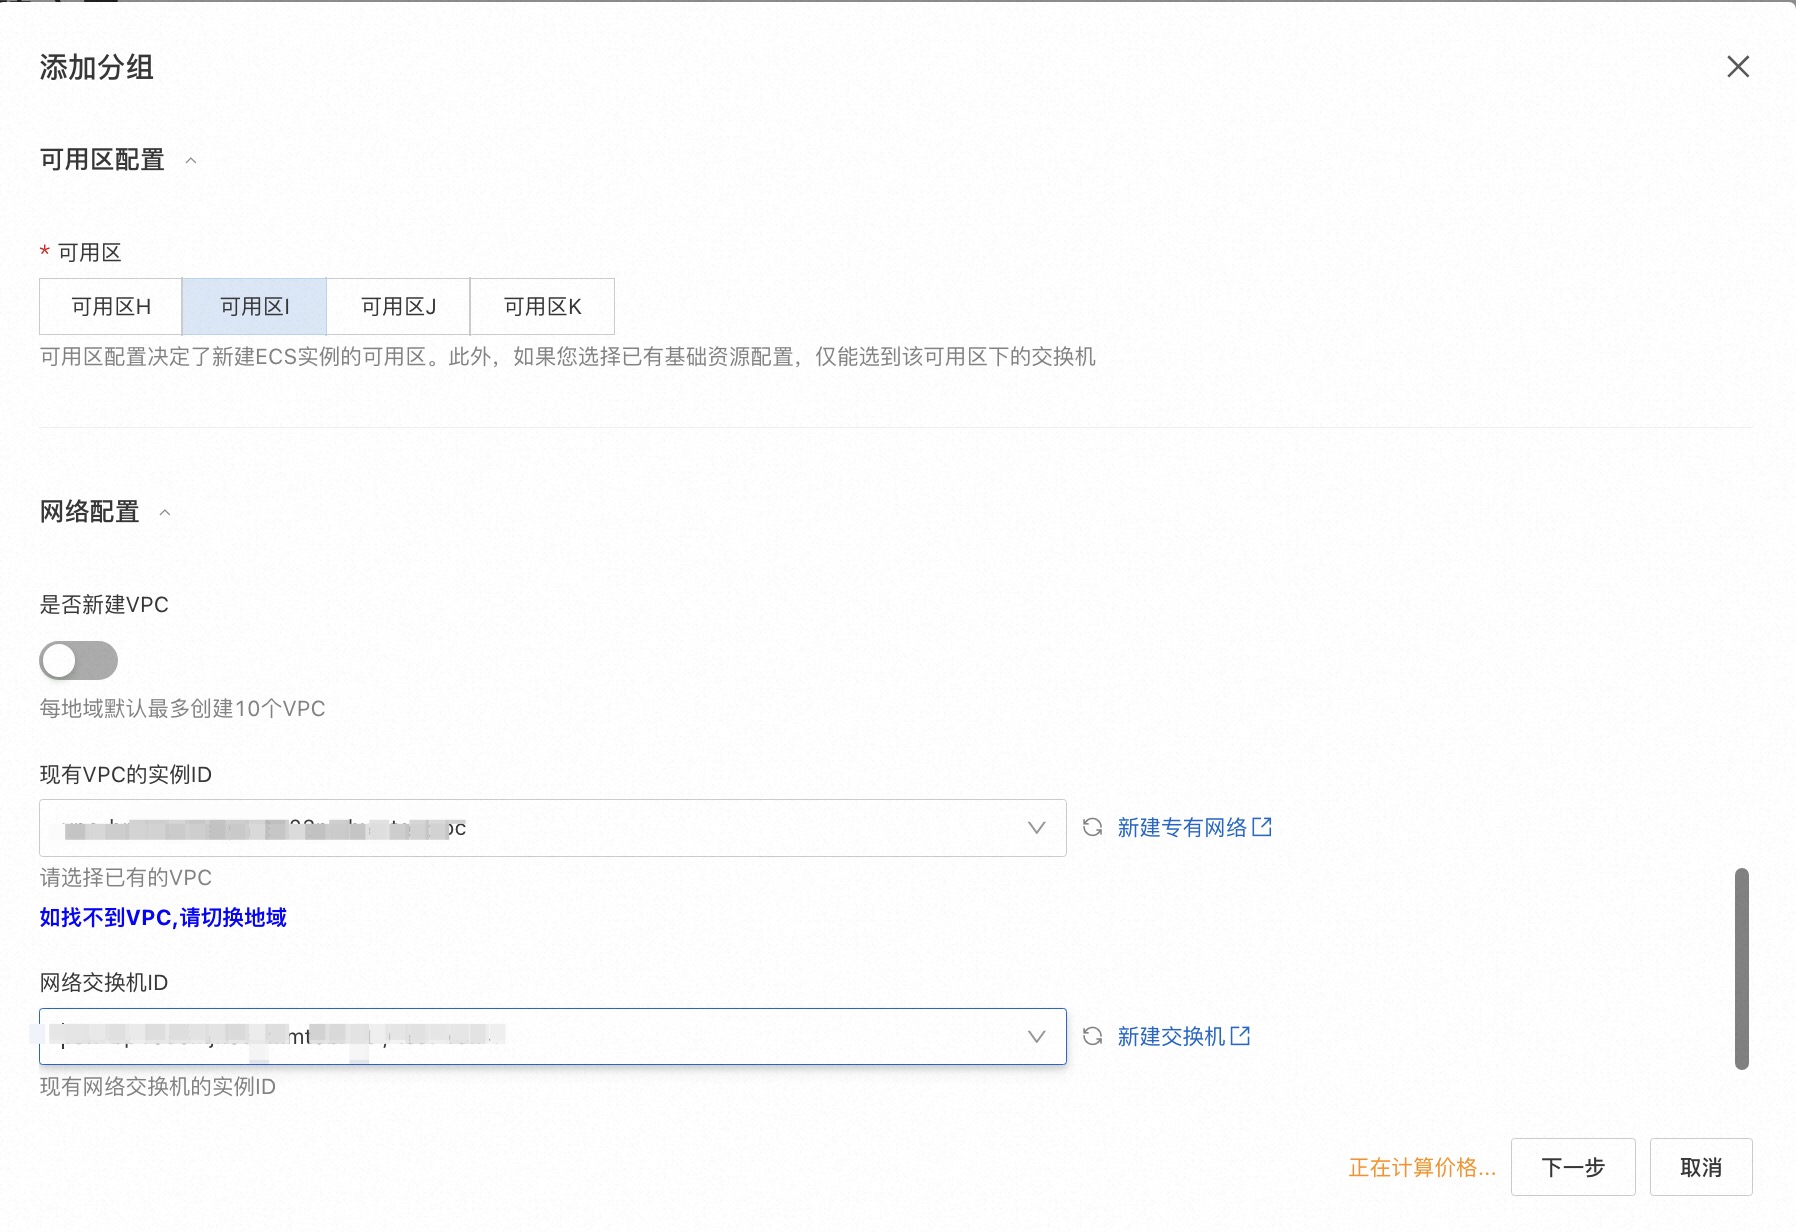 添加分组
可用区配置
* 可用区
可用区H 可用区I 可用区J 可用区K
可用区配置决定了新建ECS实例的可用区。此外，如果您选择已有基础资源配置，仅能选到该可用区下的交换机
网络配置
是否新建VPC
每地域默认最多创建10个VPC
现有VPC的实例ID
新建专有网络
请选择已有的VPC
如找不到VPC,请切换地域
网络交换机ID
新建交换机
现有网络交换机的实例ID
正在计算价格... 下一步 取消